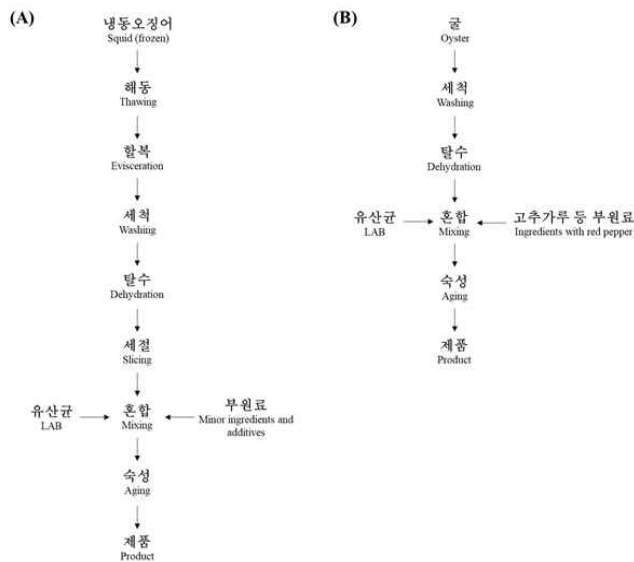 (A)
냉동오징어
Squid (frozen)
해동
Thawing
할복
Evisceration
세척
Washing
탈수
Dehydration
세절
Slicing
유산균
LAB
혼합
Mixing
부원료
Minor ingredients and
additives
숙성
Aging
제품
Product
(B)
굴
Oyster
세척
Washing
탈수
Dehydration
유산균
LAB
혼합
Mixing
고추가루 등 부원료
Ingredients with red pepper
숙성
Aging
제품
Product